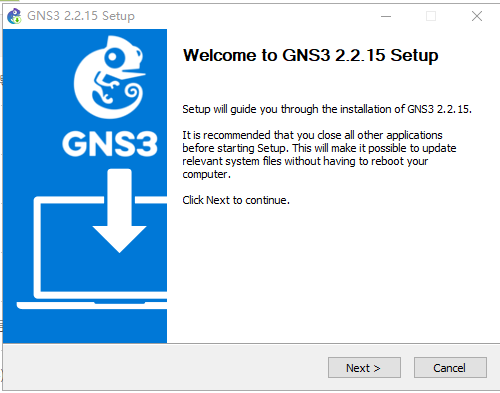 GNS3 2.2.15 Setup
GNS3
Welcome to GNS3 2.2.15 Setup
Setup will guide you through the installation of GNS3 2.2.15.
It is recommended that you close all other applications
before starting Setup. This will make it possible to update
relevant system files without having to reboot your
computer.
Click Next to continue.
Next >
Cancel